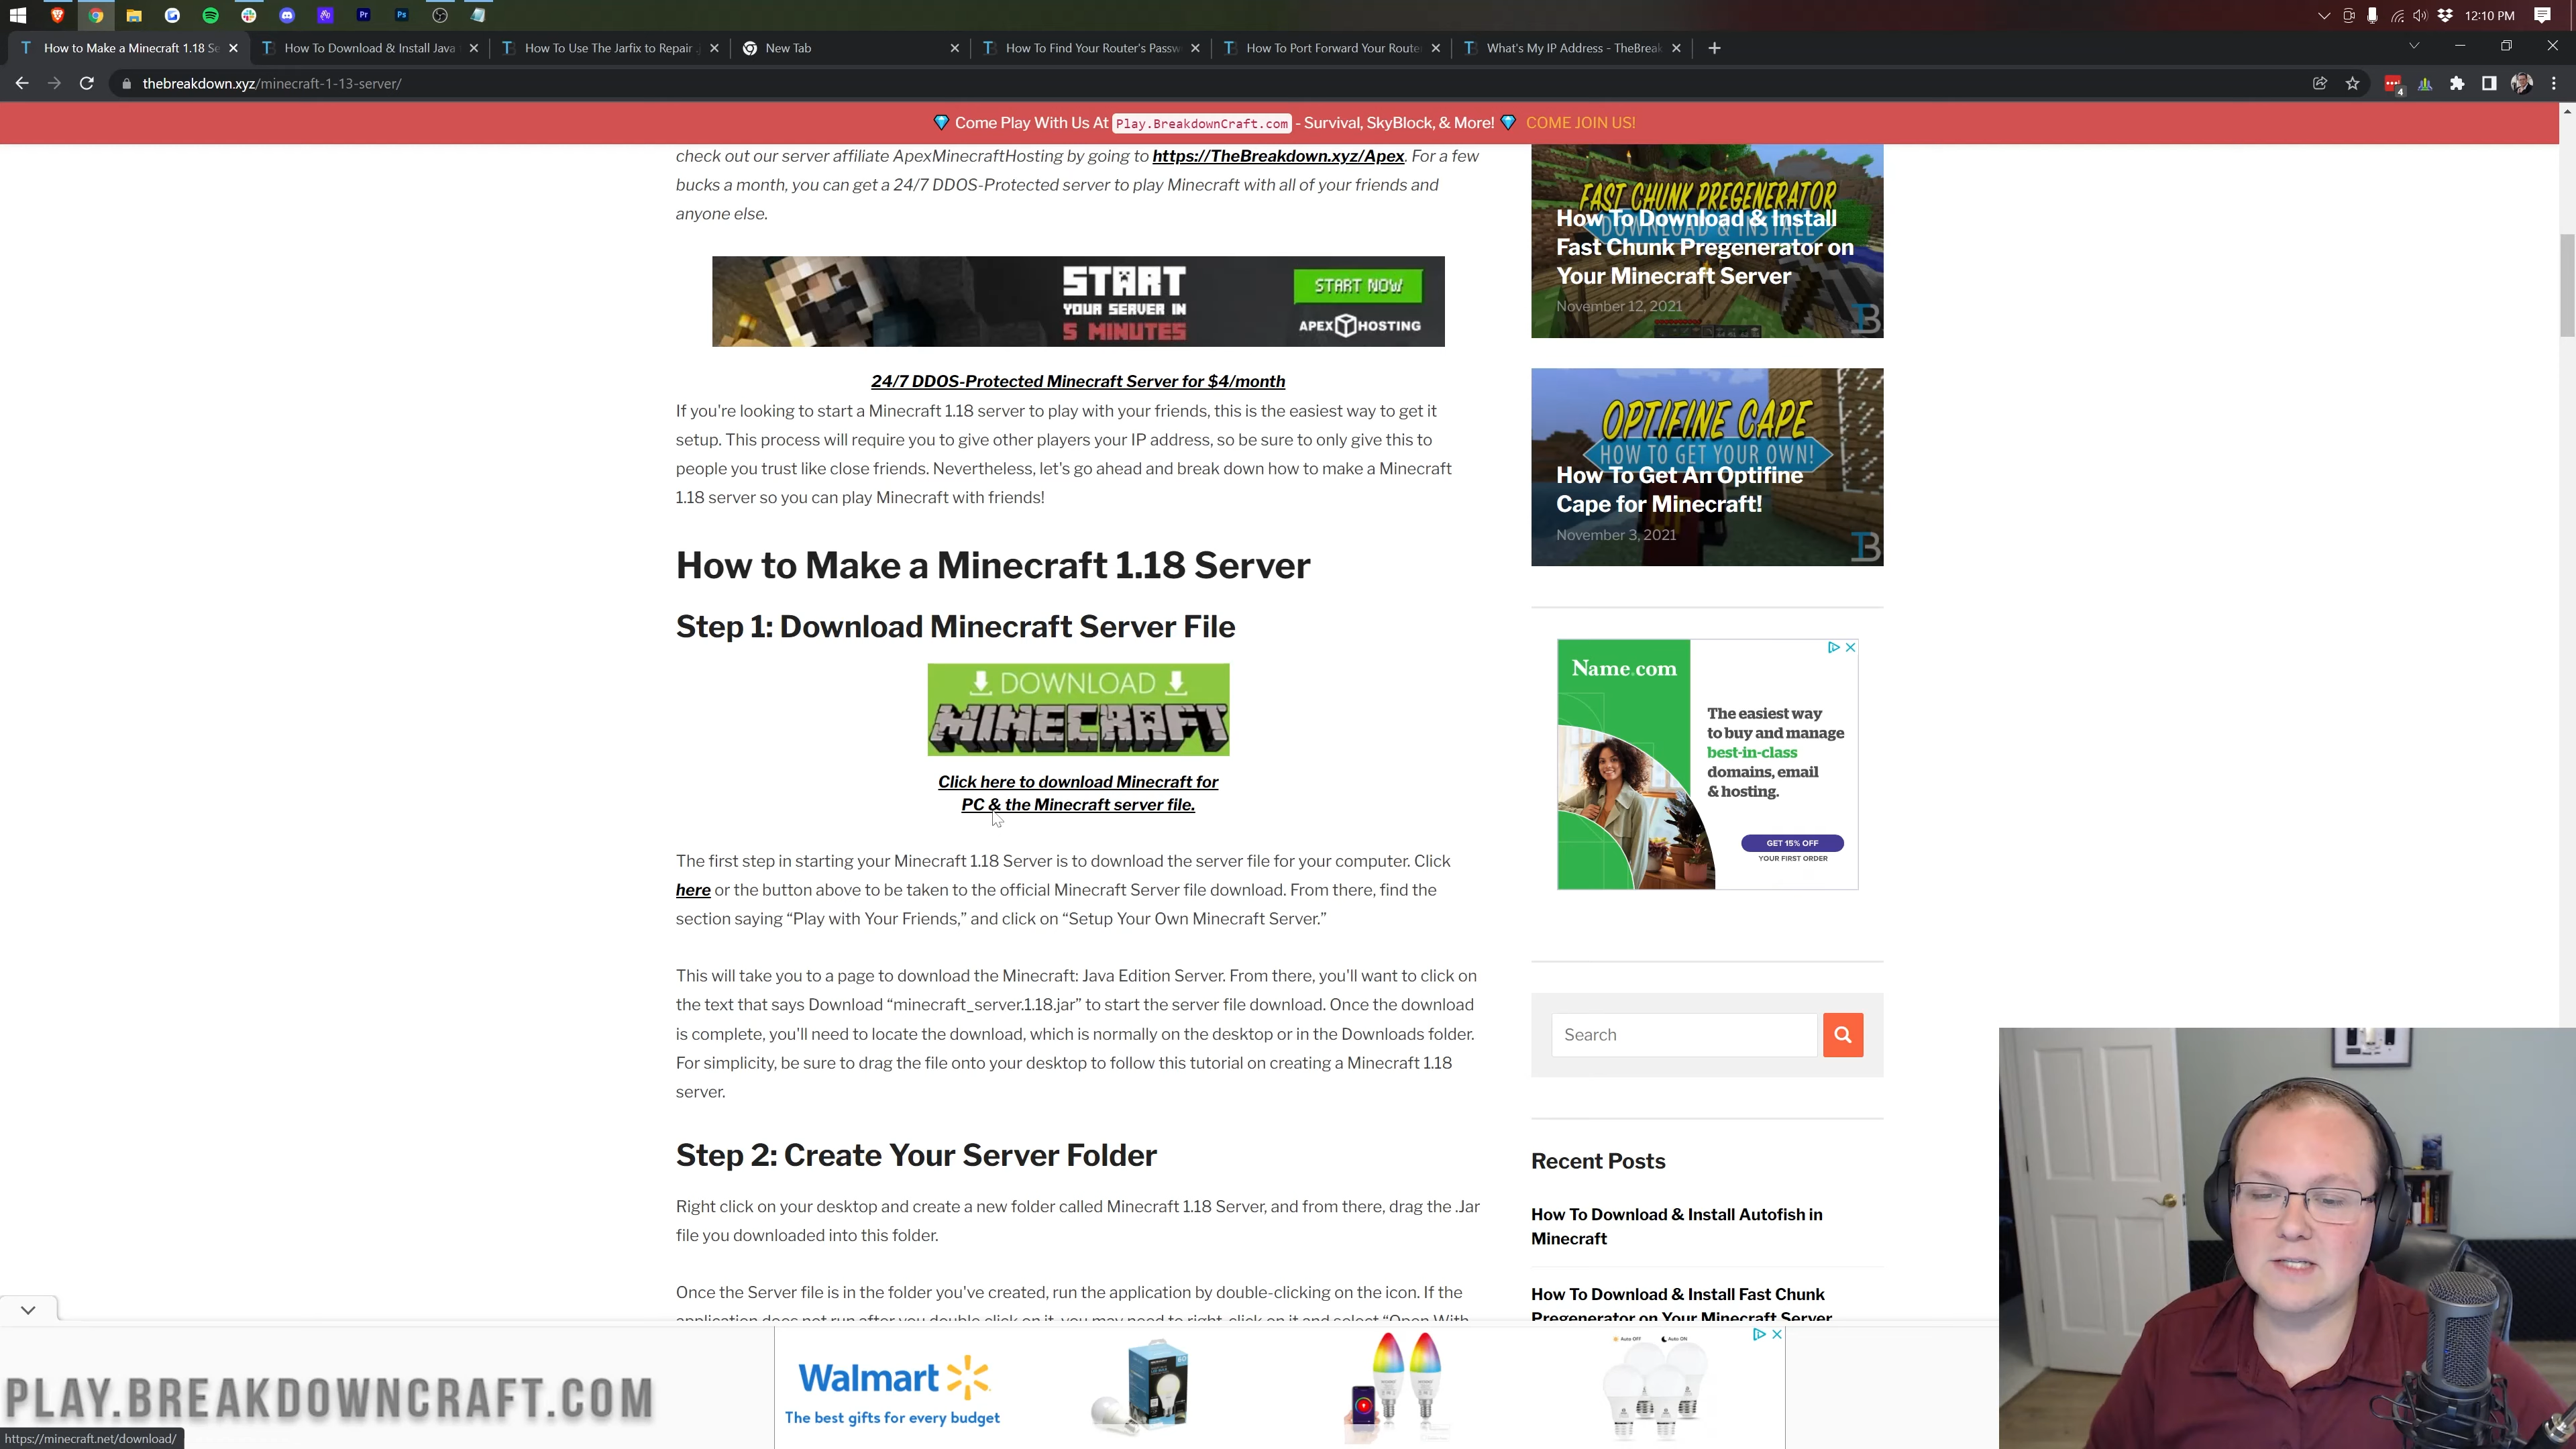 12:10 PM
How to Make a Minecraft 1.18 Se
How To Download & Install Java
How To Use The Jarfix to Repair .J
New Tab
How To Find Your Router's Passw
How To Port Forward Your Route
What's My IP Address - TheBreak
thebreakdown.xyz/minecraft-1-13-server/
4
Come Play With Us At Play.BreakdownCraft.com - Survival, SkyBlock, & More! COME JOIN US!
check out our server affiliate ApexMinecraftHosting by going to https://TheBreakdown.xyz/Apex. For a few
bucks a month, you can get a 24/7 DDOS-Protected server to play Minecraft with all of your friends and
anyone else.
START
YOUR SERVER IN
5 MINUTES
START NOW
APEX HOSTING
24/7 DDOS-Protected Minecraft Server for $4/month
If you're looking to start a Minecraft 1.18 server to play with your friends, this is the easiest way to get it
setup. This process will require you to give other players your IP address, so be sure to only give this to
people you trust like close friends. Nevertheless, let's go ahead and break down how to make a Minecraft
1.18 server so you can play Minecraft with friends!
How to Make a Minecraft 1.18 Server
Step 1: Download Minecraft Server File
DOWNLOAD
MINECRAFT
Click here to download Minecraft for
PC & the Minecraft server file.
The first step in starting your Minecraft 1.18 Server is to download the server file for your computer. Click
here or the button above to be taken to the official Minecraft Server file download. From there, find the
section saying “Play with Your Friends,” and click on “Setup Your Own Minecraft Server.”
This will take you to a page to download the Minecraft: Java Edition Server. From there, you'll want to click on
the text that says Download “minecraft_server.1.18.jar” to start the server file download. Once the download
is complete, you'll need to locate the download, which is normally on the desktop or in the Downloads folder.
For simplicity, be sure to drag the file onto your desktop to follow this tutorial on creating a Minecraft 1.18
server.
Step 2: Create Your Server Folder
Right click on your desktop and create a new folder called Minecraft 1.18 Server, and from there, drag the .Jar
file you downloaded into this folder.
Once the Server file is in the folder you've created, run the application by double-clicking on the icon. If the
application does not run after you double click on it, you may need to right-click on it and select “Open With
FAST CHUNK PREGENERATOR
DOWNLOAD & INSTALL
How To Download & Install
Fast Chunk Pregenerator on
Your Minecraft Server
November 12, 2021
TB
OPTIFINE CAPE
HOW TO GET YOUR OWN!
How To Get An Optifine
Cape for Minecraft!
November 3, 2021
TB
Name.com
The easiest way
to buy and manage
best-in-class
domains, email
& hosting.
GET 15% OFF
YOUR FIRST ORDER
Search
Recent Posts
How To Download & Install Autofish in
Minecraft
How To Download & Install Fast Chunk
Pregenerator on Your Minecraft Server
PLAY.BREAKDOWNCRAFT.COM
https://minecraft.net/download/
Walmart
The best gifts for every budget
Auto OFF
Auto ON